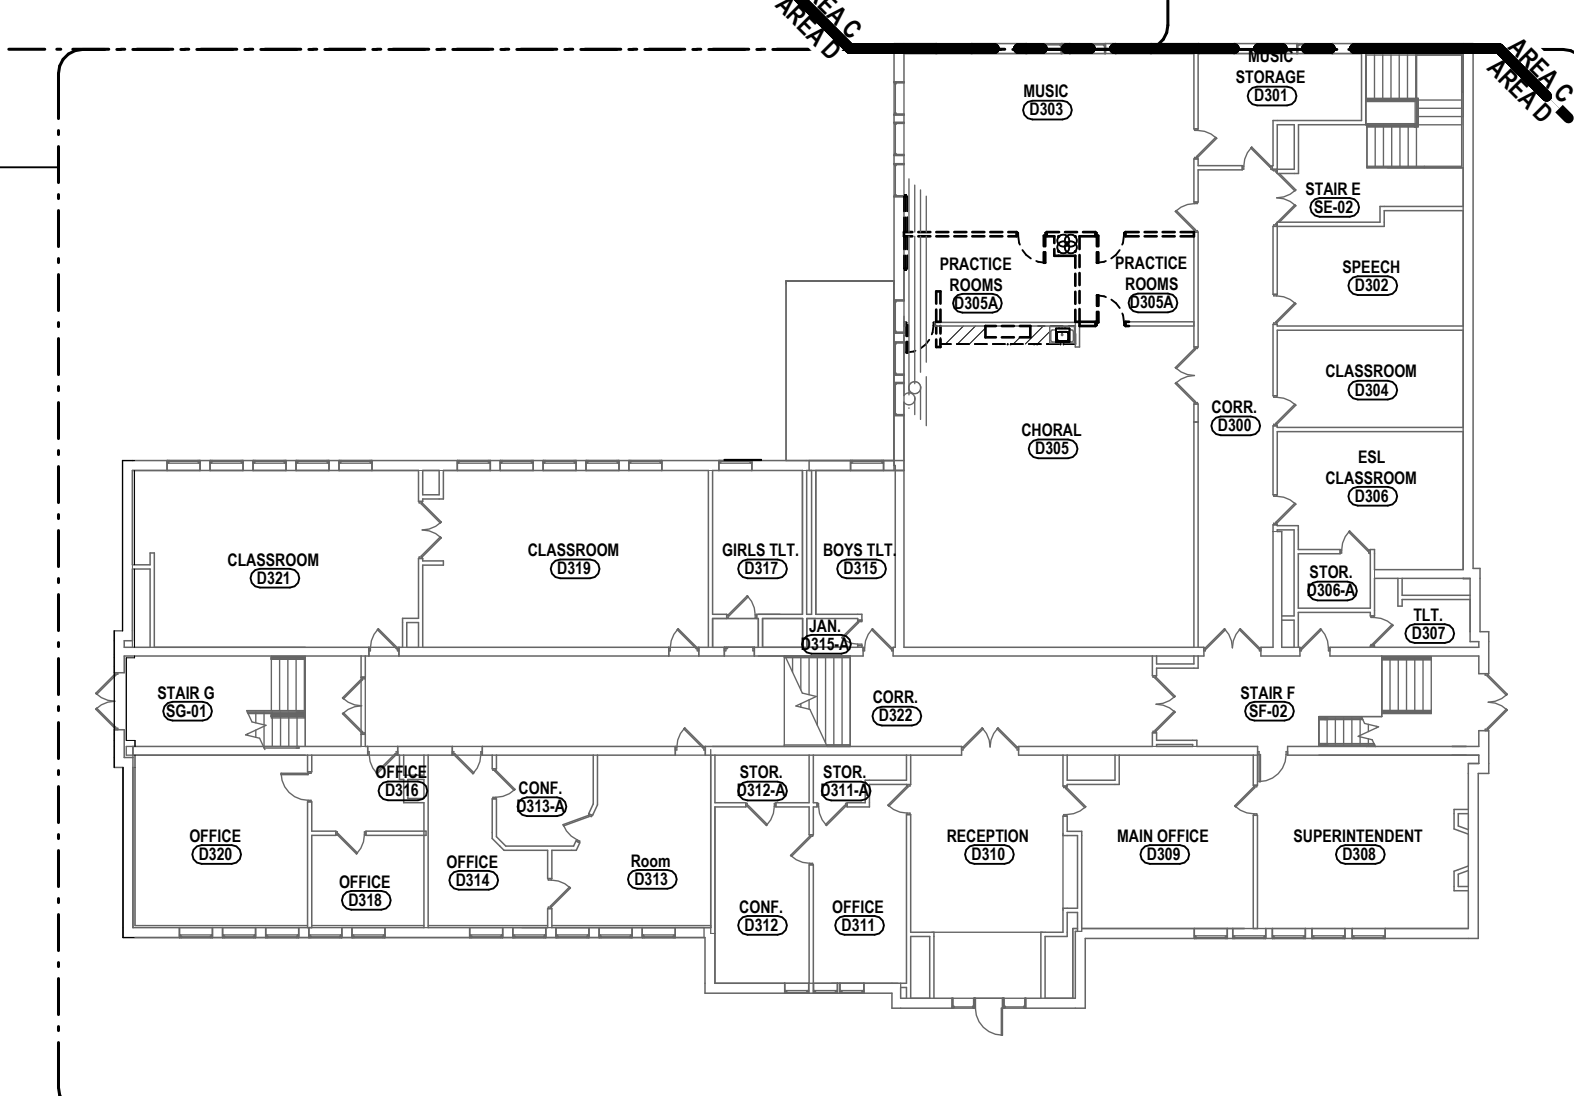 AREA C
AREA D
AREA C
AREA D
MUSIC
D303
MUSIC
STORAGE
D301
STAIR E
SE-02
PRACTICE
ROOMS
D305A
PRACTICE
ROOMS
D305A
SPEECH
D302
CLASSROOM
D304
CORR.
D300
CHORAL
D305
ESL
CLASSROOM
D306
CLASSROOM
D321
CLASSROOM
D319
GIRLS TLT.
D317
BOYS TLT.
D315
STOR.
D306-A
JAN.
D315-A
TLT.
D307
STAIR G
SG-01
CORR.
D322
STAIR F
SF-02
OFFICE
D316
CONF.
D313-A
STOR.
D312-A
STOR.
D311-A
OFFICE
D320
OFFICE
D318
OFFICE
D314
Room
D313
CONF.
D312
OFFICE
D311
RECEPTION
D310
MAIN OFFICE
D309
SUPERINTENDENT
D308